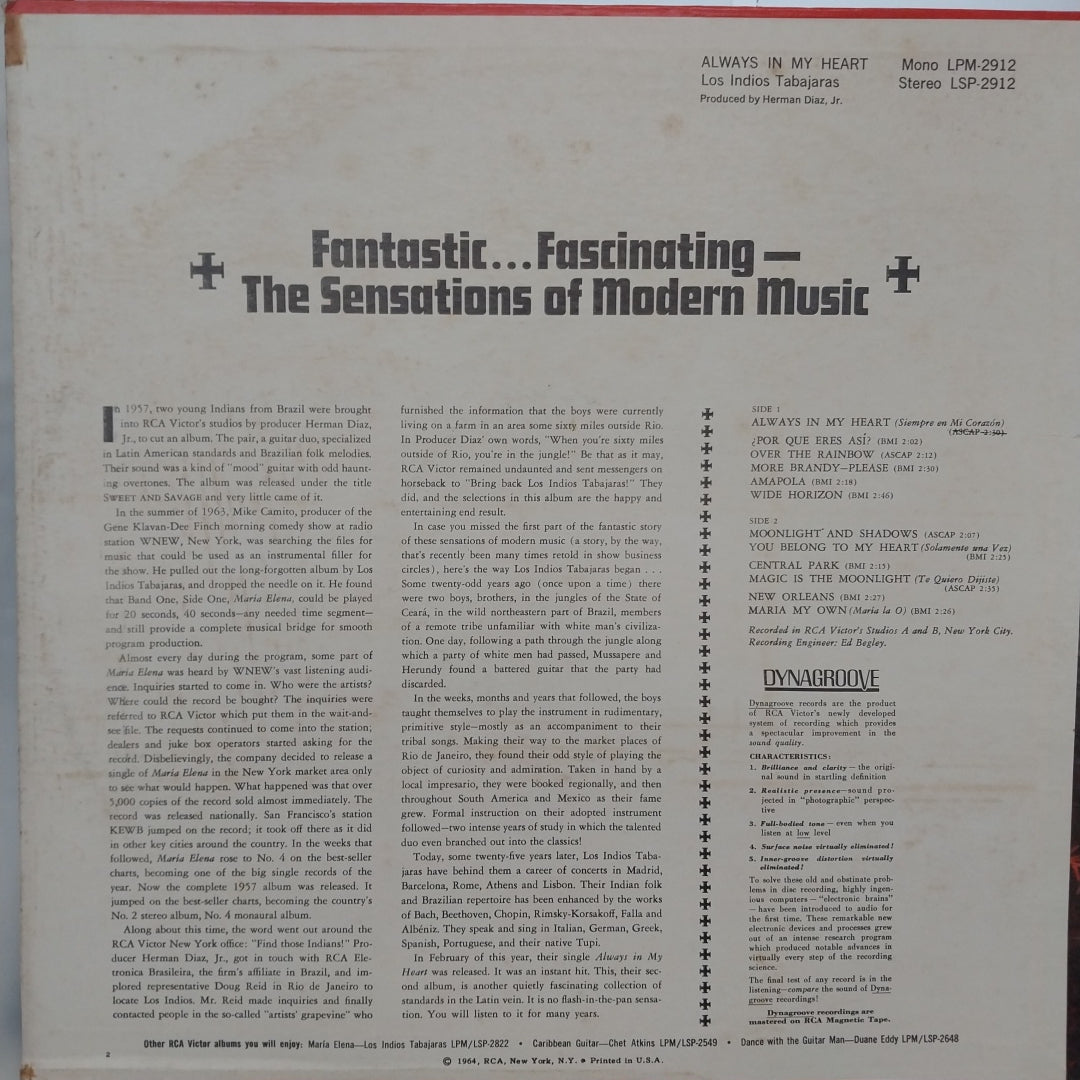 ALWAYS IN MY HEART Mono LPM-2912
Los Indios Tabajaras Stereo LSP-2912
Produced by Herman Diaz, Jr.
Fantastic...Fascinating—
The Sensations of Modern Music
In 1957, two young Indians from Brazil were brought
into RCA Victor's studios by producer Herman Diaz,
Jr., to cut an album. The pair, a guitar duo, specialized
in Latin American standards and Brazilian folk melodies.
Their sound was a kind of "mood" guitar with odd haunt-
ing overtones. The album was released under the title
SWEET AND SAVAGE and very little came of it.
In the summer of 1963, Mike Camito, producer of the
Gene Klavan-Dee Finch morning comedy show at radio
station WNEW, New York, was searching the files for
music that could be used as an instrumental filler for
the show. He pulled out the long-forgotten album by Los
Indios Tabajaras, and dropped the needle on it. He found
that Band One, Side One, Maria Elena, could be played
for 20 seconds, 40 seconds—any needed time segment—
and still provide a complete musical bridge for smooth
program production.
Almost every day during the program, some part of
Maria Elena was heard by WNEW's vast listening audi-
ence. Inquiries started to come in. Who were the artists?
Where could the record be bought? The inquiries were
referred to RCA Victor which put them in the wait-and-
see file. The requests continued to come into the station;
dealers and juke box operators started asking for the
record. Disbelievingly, the company decided to release a
single of Maria Elena in the New York market area only
to see what would happen. What happened was that over
5,000 copies of the record sold almost immediately. The
record was released nationally. San Francisco's station
KEWB jumped on the record; it took off there as it did
in other key cities around the country. In the weeks that
followed, Maria Elena rose to No. 4 on the best-seller
charts, becoming one of the big single records of the
year. Now the complete 1957 album was released. It
jumped on the best-seller charts, becoming the country's
No. 2 stereo album, No. 4 monaural album.
Along about this time, the word went out around the
RCA Victor New York office: "Find those Indians!" Pro-
ducer Herman Diaz, Jr., got in touch with RCA Ele-
tronica Brasileira, the firm's affiliate in Brazil, and im-
plored representative Doug Reid in Rio de Janeiro to
locate Los Indios. Mr. Reid made inquiries and finally
contacted people in the so-called "artists' grapevine" who
furnished the information that the boys were currently
living on a farm in an area some sixty miles outside Rio.
In Producer Diaz' own words, "When you're sixty miles
outside of Rio, you're in the jungle!" Be that as it may,
RCA Victor remained undaunted and sent messengers on
horseback to "Bring back Los Indios Tabajaras!" They
did, and the selections in this album are the happy and
entertaining end result.
In case you missed the first part of the fantastic story
of these sensations of modern music (a story, by the way,
that's recently been many times retold in show business
circles), here's the way Los Indios Tabajaras began . . .
Some twenty-odd years ago (once upon a time) there
were two boys, brothers, in the jungles of the State of
Ceará, in the wild northeastern part of Brazil, members
of a remote tribe unfamiliar with white man's civiliza-
tion. One day, following a path through the jungle along
which a party of white men had passed, Mussapere and
Herundy found a battered guitar that the party had
discarded.
In the weeks, months and years that followed, the boys
taught themselves to play the instrument in rudimentary,
primitive style—mostly as an accompaniment to their
tribal songs. Making their way to the market places of
Rio de Janeiro, they found their odd style of playing the
object of curiosity and admiration. Taken in hand by a
local impresario, they were booked regionally, and then
throughout South America and Mexico as their fame
grew. Formal instruction on their adopted instrument
followed—two intense years of study in which the talented
duo even branched out into the classics!
Today, some twenty-five years later, Los Indios Taba-
jaras have behind them a career of concerts in Madrid,
Barcelona, Rome, Athens and Lisbon. Their Indian folk
and Brazilian repertoire has been enhanced by the works
of Bach, Beethoven, Chopin, Rimsky-Korsakoff, Falla and
Albéniz. They speak and sing in Italian, German, Greek,
Spanish, Portuguese, and their native Tupi.
In February of this year, their single Always in My
Heart was released. It was an instant hit. This, their sec-
ond album, is another quietly fascinating collection of
standards in the Latin vein. It is no flash-in-the-pan sensa-
tion. You will listen to it for many years.
SIDE 1
ALWAYS IN MY HEART (Siempre en Mi Corazón)
(ASCAP 2:30)
¿POR QUE ERES ASÍ? (BMI 2:02)
OVER THE RAINBOW (ASCAP 2:12)
MORE BRANDY—PLEASE (BMI 2:30)
AMAPOLA (BMI 2:18)
WIDE HORIZON (BMI 2:46)
SIDE 2
MOONLIGHT AND SHADOWS (ASCAP 2:07)
YOU BELONG TO MY HEART (Solamente una Vez)
(BMI 2:25)
CENTRAL PARK (BMI 2:15)
MAGIC IS THE MOONLIGHT (Te Quiero Dijiste)
(ASCAP 2:35)
NEW ORLEANS (BMI 2:27)
MARIA MY OWN (Maria la O) (BMI 2:26)
Recorded in RCA Victor's Studios A and B, New York City.
Recording Engineer: Ed Begley.
DYNAGROOVE
Dynagroove records are the product
of RCA Victor's newly developed
system of recording which provides
a spectacular improvement in the
sound quality.
CHARACTERISTICS:
1. Brilliance and clarity—the origi-
nal sound in startling definition
2. Realistic presence—sound pro-
jected in "photographic" perspec-
tive
3. Full-bodied tone—even when you
listen at low level
4. Surface noise virtually eliminated!
5. Inner-groove distortion virtually
eliminated!
To solve these old and obstinate prob-
lems in disc recording, highly ingen-
ious computers—"electronic brains"
—have been introduced to audio for
the first time. These remarkable new
electronic devices and processes grew
out of an intense research program
which produced notable advances in
virtually every step of the recording
science.
The final test of any record is in the
listening—compare the sound of Dyna-
groove recordings!
Dynagroove recordings are
mastered on RCA Magnetic Tape.
Other RCA Victor albums you will enjoy: María Elena—Los Indios Tabajaras LPM/LSP-2822 • Caribbean Guitar—Chet Atkins LPM/LSP-2549 • Dance with the Guitar Man—Duane Eddy LPM/LSP-2648
2
© 1964, RCA, New York, N.Y. • Printed in U.S.A.